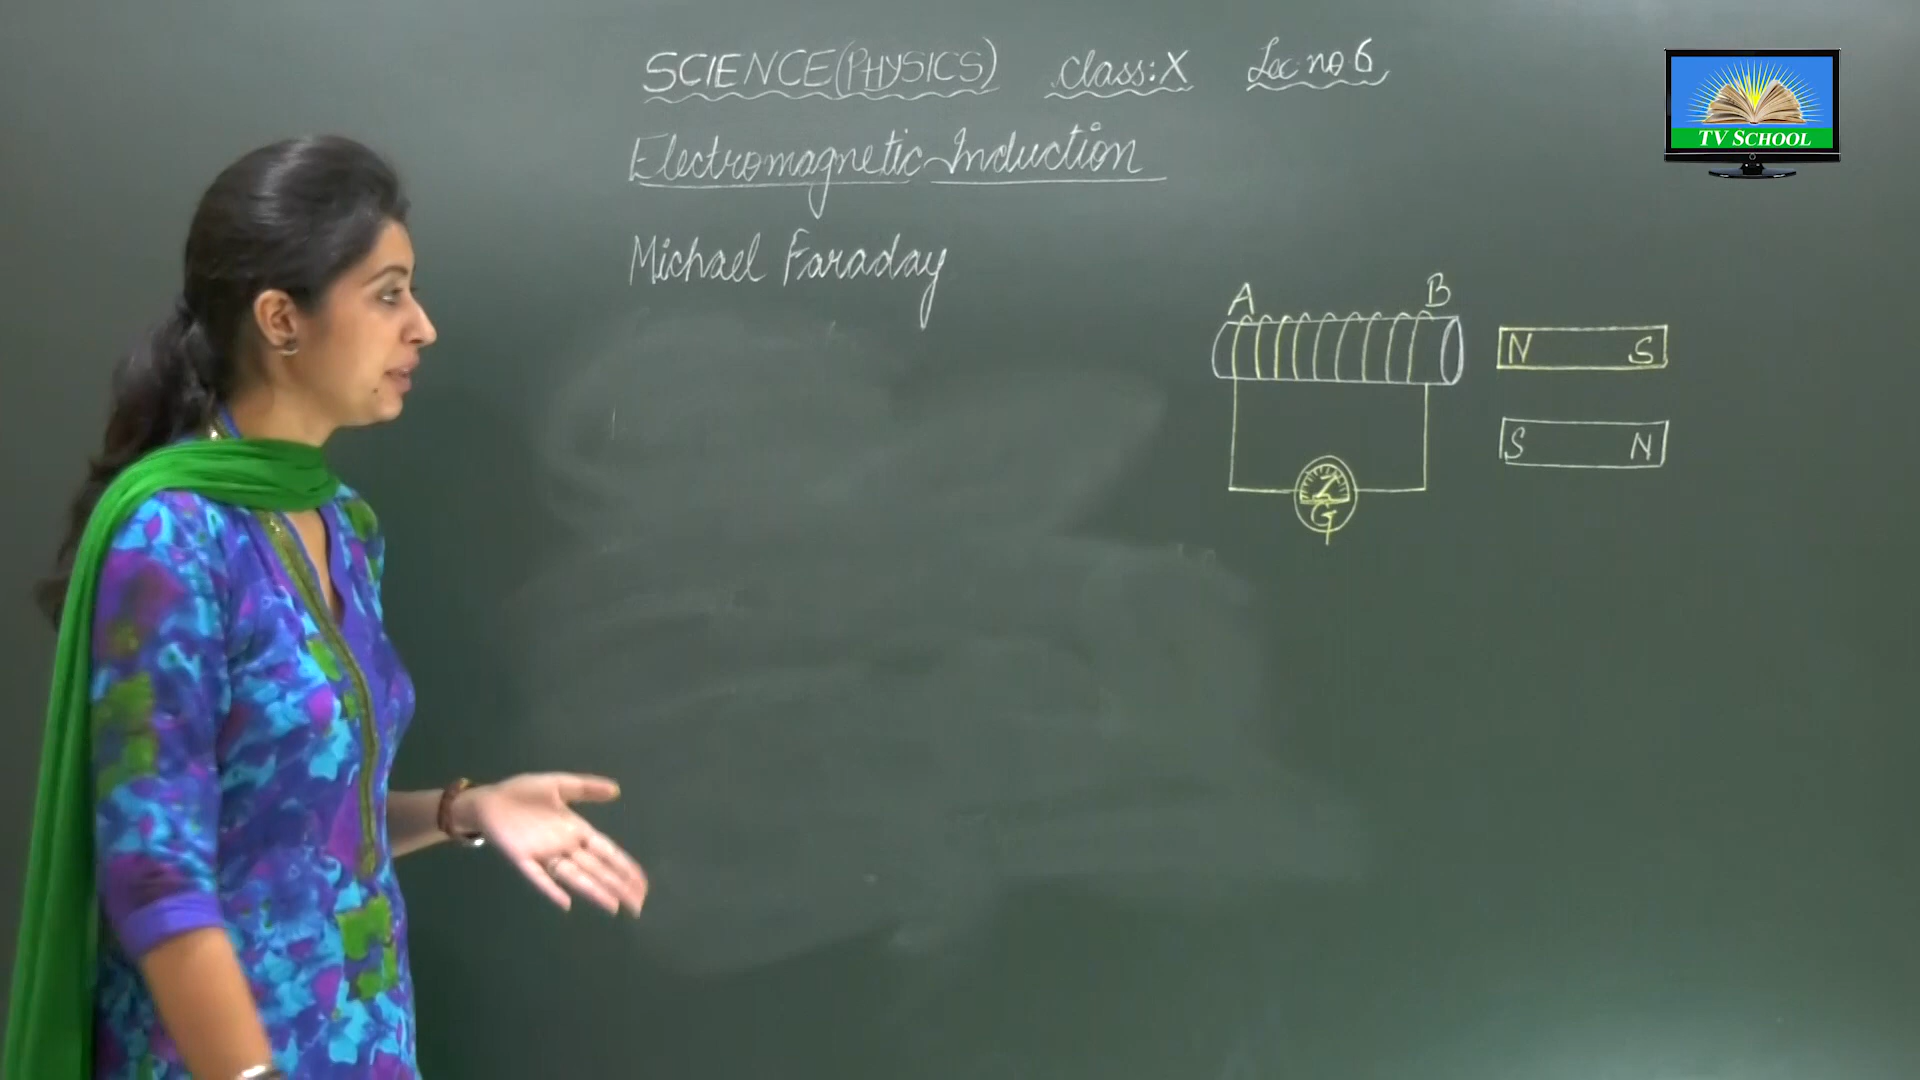 SCIENCE(PHYSICS) class:X Lec no 6
TV SCHOOL
Electromagnetic Induction
Michael Faraday
A B
N S
S N
G